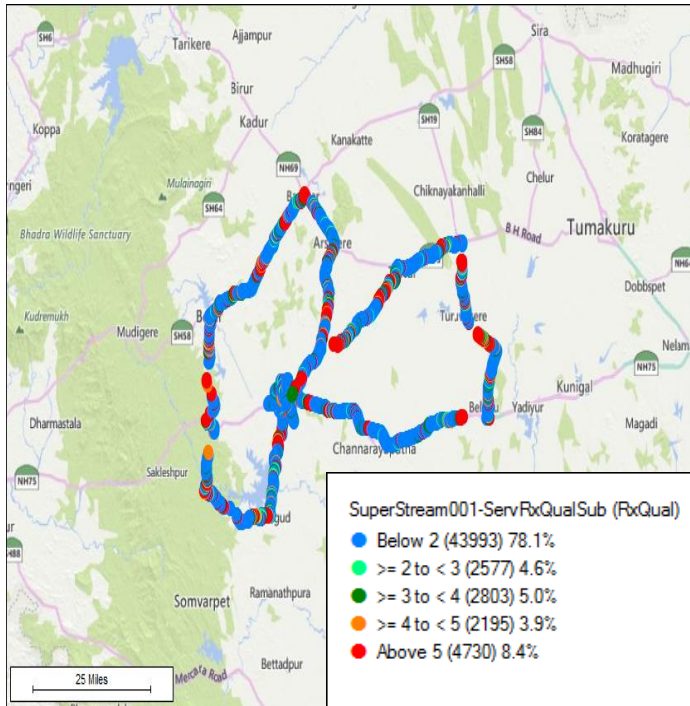 SH6
Tarikere
Ajjampur
Sira
SH58
Madhugiri
Birur
Koppa
Kadur
SH19
SH84
Koratagere
Kanakatte
NH69
Mulainagiri
Chiknayakanhalli
Chelur
SH64
Tumakuru
Bhadra Wildlife Sanctuary
B H Road
NH64
Dobbspet
Kudremukh
Mudigere
SH58
Nelam
NH75
Kunigal
Yadiyur
Dharmastala
Magadi
Channarayapatna
Sakleshpur
NH75
SH88
Ramanathpura
Somvarpet
Bettadpur
Mercara Road
25 Miles
SuperStream001-ServRxQualSub (RxQual)
Below 2 (43993) 78.1%
>= 2 to < 3 (2577) 4.6%
>= 3 to < 4 (2803) 5.0%
>= 4 to < 5 (2195) 3.9%
Above 5 (4730) 8.4%